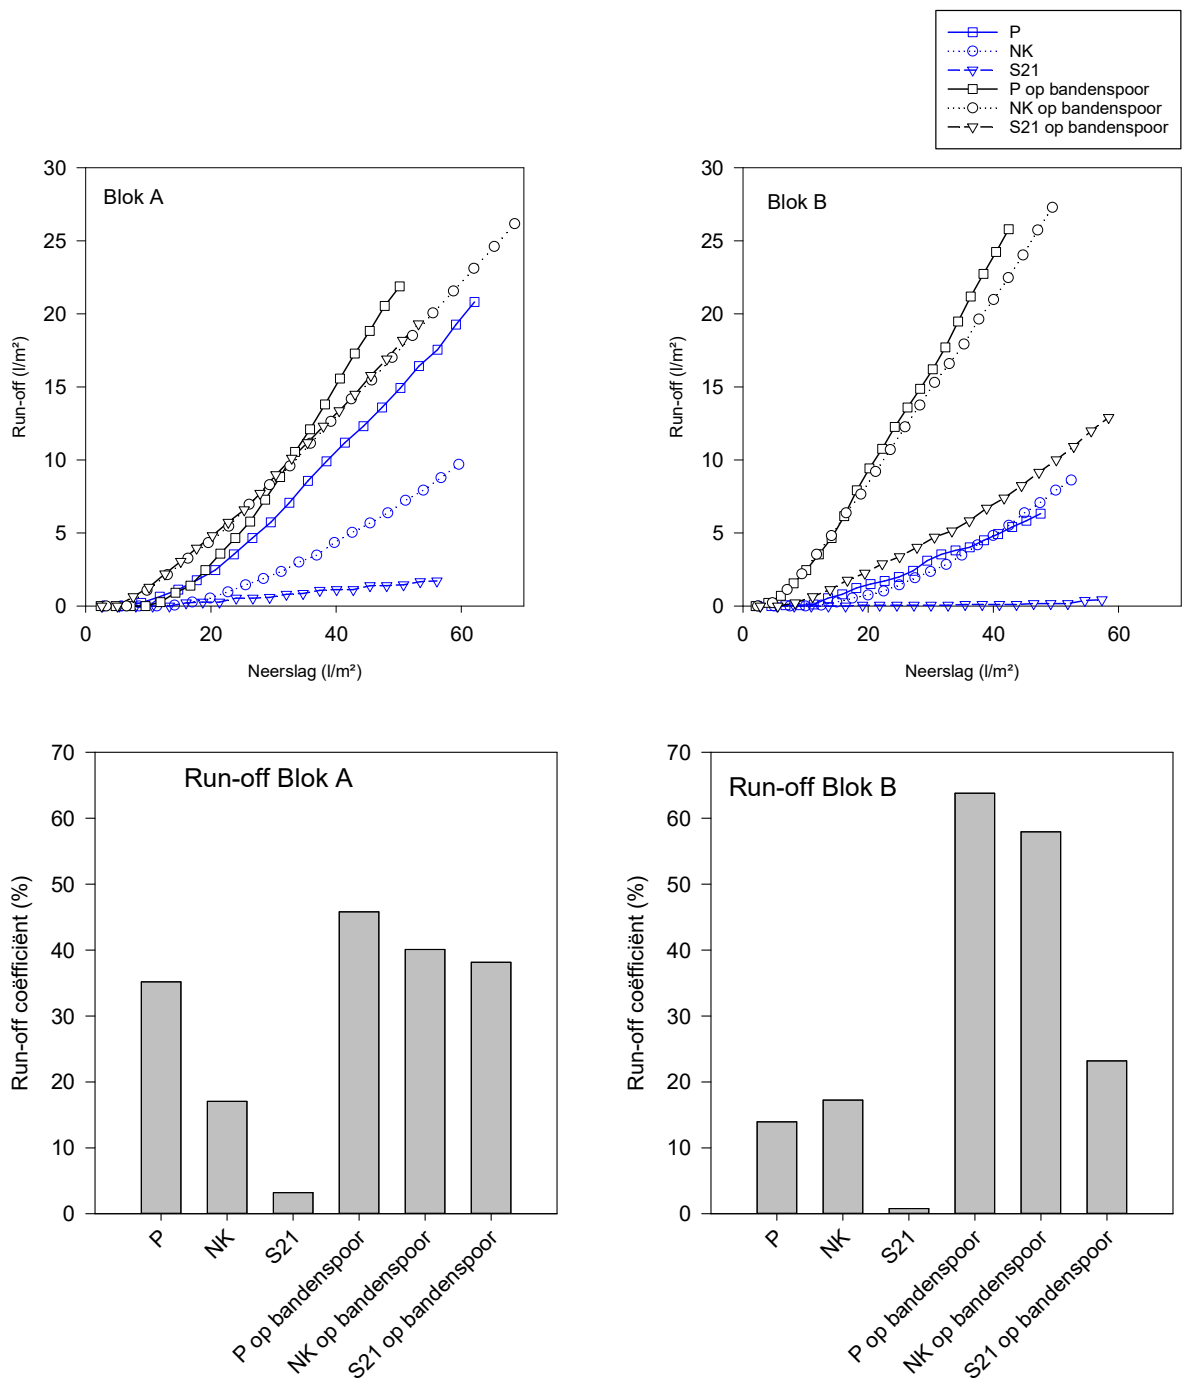 P
NK
S21
P op bandenspoor
NK op bandenspoor
S21 op bandenspoor
Blok A
30
25
20
15
10
5
0
0 20 40 60
Run-off (l/m²)
Neerslag (l/m²)
Blok B
30
25
20
15
10
5
0
0 20 40 60
Run-off (l/m²)
Neerslag (l/m²)
Run-off Blok A
70
60
50
40
30
20
10
0
Run-off coëfficiënt (%)
P
NK
S21
P op bandenspoor
NK op bandenspoor
S21 op bandenspoor
Run-off Blok B
70
60
50
40
30
20
10
0
Run-off coëfficiënt (%)
P
NK
S21
P op bandenspoor
NK op bandenspoor
S21 op bandenspoor